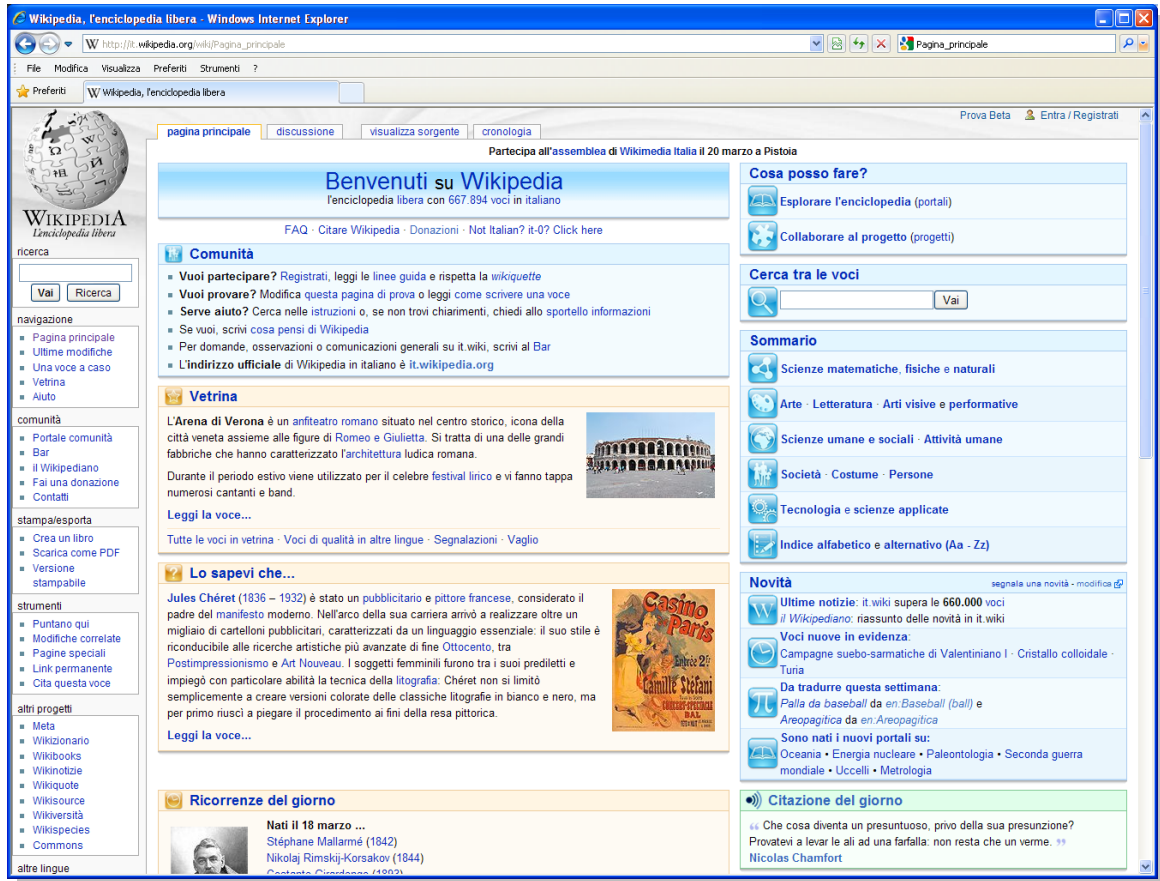 Wikipedia, l'enciclopedia libera - Windows Internet Explorer
http://it.wikipedia.org/wiki/Pagina_principale
Pagina_principale
File Modifica Visualizza Preferiti Strumenti ?
Preferiti
Wikipedia, l'enciclopedia libera
Prova Beta Entra / Registrati
pagina principale discussione visualizza sorgente cronologia
Partecipa all'assemblea di Wikimedia Italia il 20 marzo a Pistoia
WIKIPEDIA
L'enciclopedia libera
ricerca
Vai Ricerca
navigazione
Pagina principale
Ultime modifiche
Una voce a caso
Vetrina
Aiuto
comunità
Portale comunità
Bar
il Wikipediano
Fai una donazione
Contatti
stampa/esporta
Crea un libro
Scarica come PDF
Versione
stampabile
strumenti
Puntano qui
Modifiche correlate
Pagine speciali
Link permanente
Cita questa voce
altri progetti
Meta
Wikizionario
Wikibooks
Wikinotizie
Wikiquote
Wikisource
Wikiversità
Wikispecies
Commons
altre lingue
Benvenuti su Wikipedia
l'enciclopedia libera con 667.894 voci in italiano
FAQ · Citare Wikipedia · Donazioni · Not Italian? it-0? Click here
Comunità
Vuoi partecipare? Registrati, leggi le linee guida e rispetta la wikiquette
Vuoi provare? Modifica questa pagina di prova o leggi come scrivere una voce
Serve aiuto? Cerca nelle istruzioni o, se non trovi chiarimenti, chiedi allo sportello informazioni
Se vuoi, scrivi cosa pensi di Wikipedia
Per domande, osservazioni o comunicazioni generali su it.wiki, scrivi al Bar
L'indirizzo ufficiale di Wikipedia in italiano è it.wikipedia.org
Vetrina
L'Arena di Verona è un anfiteatro romano situato nel centro storico, icona della
città veneta assieme alle figure di Romeo e Giulietta. Si tratta di una delle grandi
fabbriche che hanno caratterizzato l'architettura ludica romana.
Durante il periodo estivo viene utilizzato per il celebre festival lirico e vi fanno tappa
numerosi cantanti e band.
Leggi la voce...
Tutte le voci in vetrina · Voci di qualità in altre lingue · Segnalazioni · Vaglio
Lo sapevi che...
Jules Chéret (1836 – 1932) è stato un pubblicitario e pittore francese, considerato il
padre del manifesto moderno. Nell'arco della sua carriera arrivò a realizzare oltre un
migliaio di cartelloni pubblicitari, caratterizzati da un linguaggio essenziale: il suo stile è
riconducibile alle ricerche artistiche più avanzate di fine Ottocento, tra
Postimpressionismo e Art Nouveau. I soggetti femminili furono tra i suoi prediletti e
impiegò con particolare abilità la tecnica della litografia: Chéret non si limitò
semplicemente a creare versioni colorate delle classiche litografie in bianco e nero, ma
per primo riuscì a piegare il procedimento ai fini della resa pittorica.
Leggi la voce...
Casino
de Paris
Entrée 2fr
Camille Stéfani
CONCERT-SPECTACLE
BAL
Ricorrenze del giorno
Nati il 18 marzo ...
Stéphane Mallarmé (1842)
Nikolaj Rimskij-Korsakov (1844)
Costante Girardengo (1893)
Cosa posso fare?
Esplorare l'enciclopedia (portali)
Collaborare al progetto (progetti)
Cerca tra le voci
Vai
Sommario
Scienze matematiche, fisiche e naturali
Arte · Letteratura · Arti visive e performative
Scienze umane e sociali · Attività umane
Società · Costume · Persone
Tecnologia e scienze applicate
Indice alfabetico e alternativo (Aa - Zz)
Novità
segnala una novità - modifica
Ultime notizie: it.wiki supera le 660.000 voci
il Wikipediano: riassunto delle novità in it.wiki
Voci nuove in evidenza:
Campagne suebo-sarmatiche di Valentiniano I · Cristallo colloidale ·
Turia
Da tradurre questa settimana:
Palla da baseball da en:Baseball (ball) e
Areopagitica da en:Areopagitica
Sono nati i nuovi portali su:
Oceania • Energia nucleare • Paleontologia • Seconda guerra
mondiale • Uccelli • Metrologia
Citazione del giorno
“ Che cosa diventa un presuntuoso, privo della sua presunzione?
Provatevi a levar le ali ad una farfalla: non resta che un verme. ”
Nicolas Chamfort